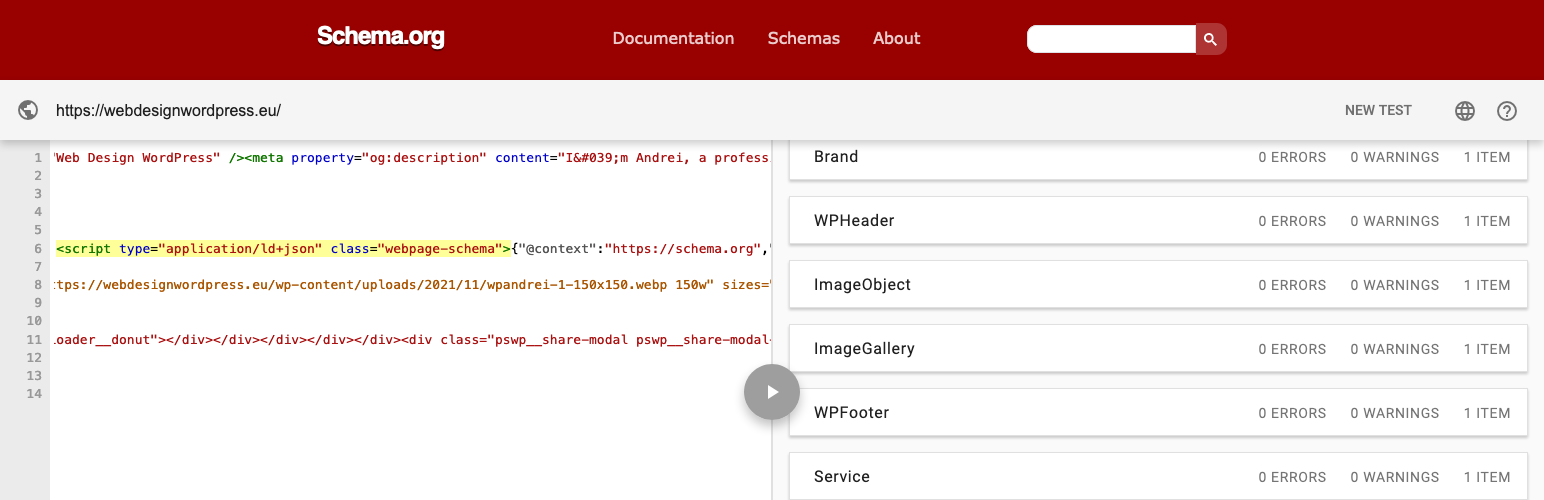 Schema.org
Documentation Schemas About
https://webdesignwordpress.eu/
NEW TEST
1 "Web Design WordPress" /><meta property="og:description" content="I&#039;m Andrei, a profess
2
3
4
5
6 <script type="application/ld+json" class="webpage-schema">{"@context":"https://schema.org","
7
8 tps://webdesignwordpress.eu/wp-content/uploads/2021/11/wpandrei-1-150x150.webp 150w" sizes="
9
10
11 loader__donut"></div></div></div></div></div><div class="pswp__share-modal pswp__share-modal-
12
13
14
Brand 0 ERRORS 0 WARNINGS 1 ITEM
WPHeader 0 ERRORS 0 WARNINGS 1 ITEM
ImageObject 0 ERRORS 0 WARNINGS 1 ITEM
ImageGallery 0 ERRORS 0 WARNINGS 1 ITEM
WPFooter 0 ERRORS 0 WARNINGS 1 ITEM
Service 0 ERRORS 0 WARNINGS 1 ITEM